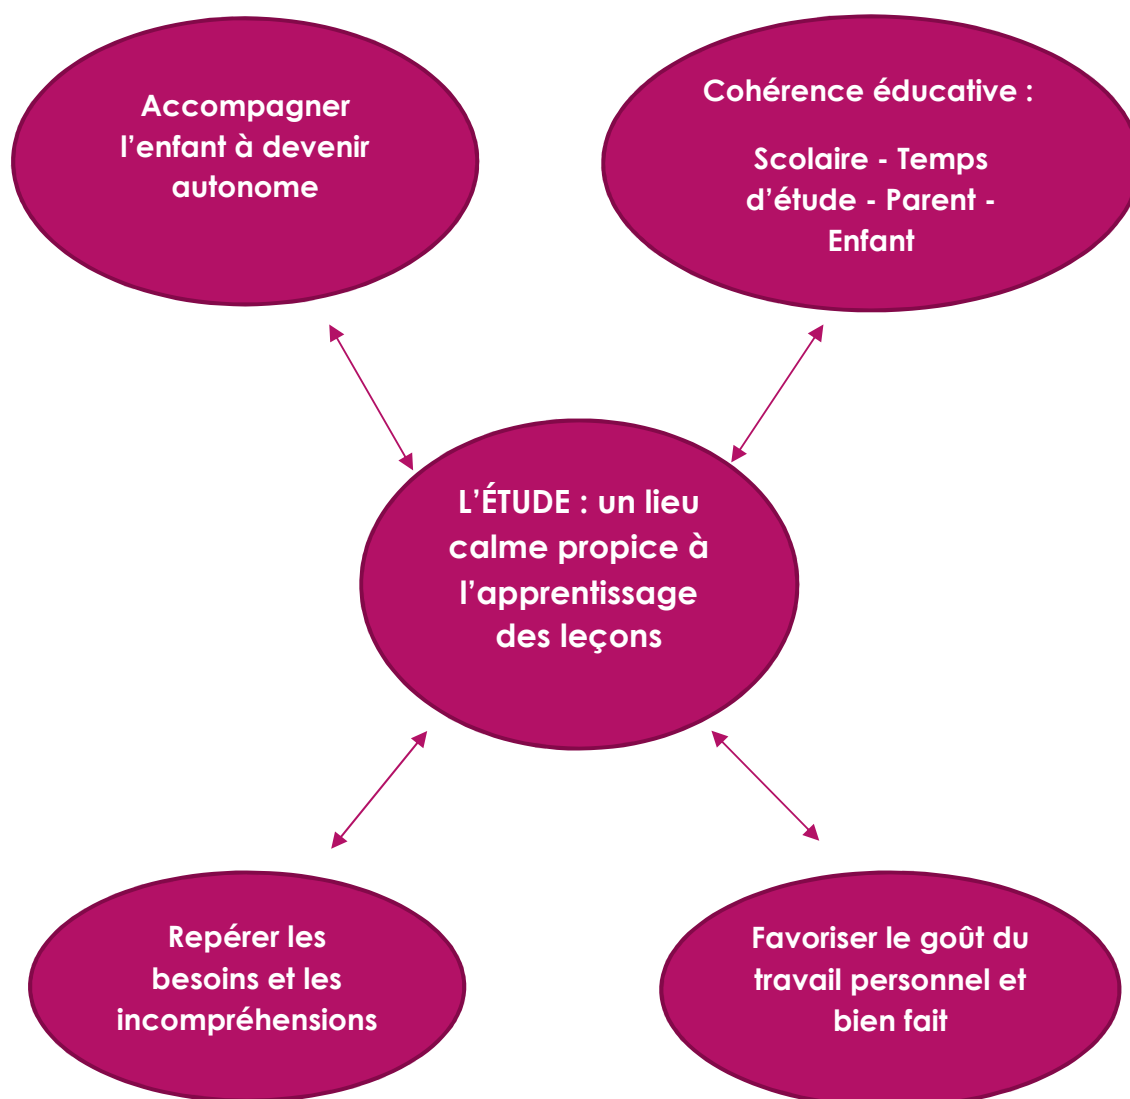 Accompagner
l'enfant à devenir
autonome
Cohérence éducative :
Scolaire - Temps
d'étude - Parent -
Enfant
L'ÉTUDE : un lieu
calme propice à
l'apprentissage
des leçons
Repérer les
besoins et les
incompréhensions
Favoriser le goût du
travail personnel et
bien fait